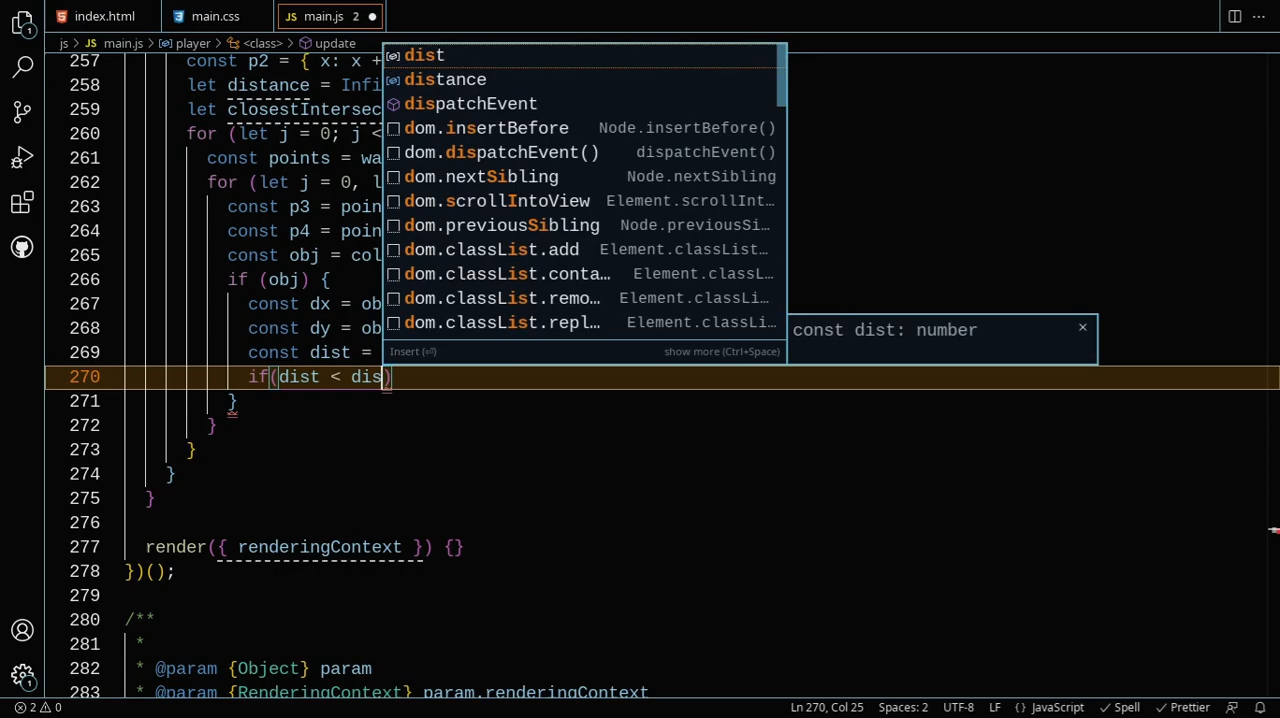 index.html
main.css
JS main.js 2
js > JS main.js > player > <class> > update
257 const p2 = { x: x +
258 let distance = Infi
259 let closestIntersec
260 for (let j = 0; j <
261 const points = wa
262 for (let j = 0, l
263 const p3 = poin
264 const p4 = poin
265 const obj = col
266 if (obj) {
267 const dx = ob
268 const dy = ob
269 const dist =
270 if(dist < dis)
271 }
272 }
273 }
274 }
275 }
276
277 render({ renderingContext }) {}
278 })();
279
280 /**
281 *
282 * @param {Object} param
283 * @param {RenderingContext} param.renderingContext
dist
distance
dispatchEvent
dom.insertBefore Node.insertBefore()
dom.dispatchEvent() dispatchEvent()
dom.nextSibling Node.nextSibling
dom.scrollIntoView Element.scrollInt…
dom.previousSibling Node.previousSi…
dom.classList.add Element.classList…
dom.classList.conta… Element.classL…
dom.classList.remo… Element.classLi…
dom.classList.repl… Element.classLi…
Insert (⏎) show more (Ctrl+Space)
const dist: number ×
1
1
2 0 Ln 270, Col 25 Spaces: 2 UTF-8 LF {} JavaScript ✓ Spell ✓ Prettier